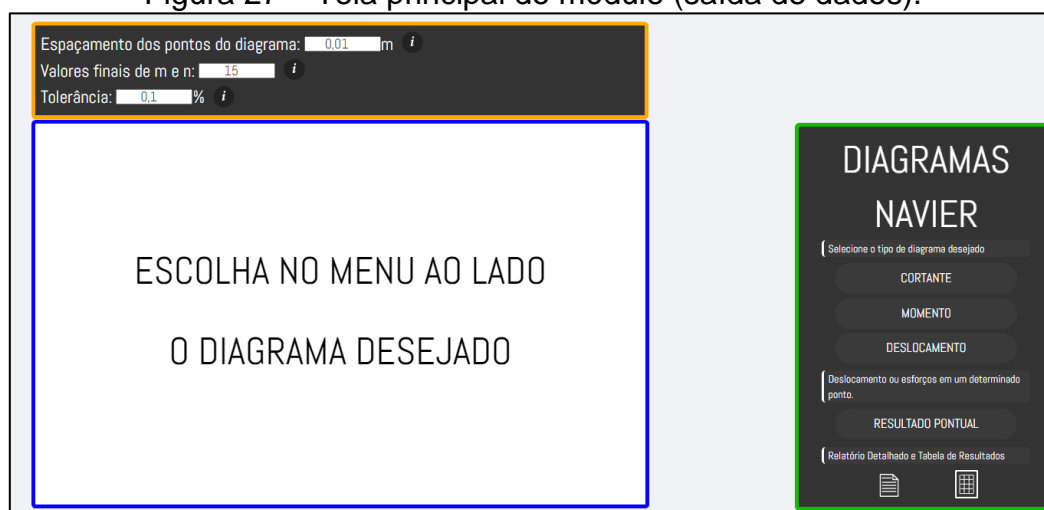 Figura 27 – Tela principal do módulo (saída de dados).
Espaçamento dos pontos do diagrama: 0,01 m i
Valores finais de m e n: 15 i
Tolerância: 0,1 % i
ESCOLHA NO MENU AO LADO
O DIAGRAMA DESEJADO
DIAGRAMAS
NAVIER
Selecione o tipo de diagrama desejado
CORTANTE
MOMENTO
DESLOCAMENTO
Deslocamento ou esforços em um determinado
ponto.
RESULTADO PONTUAL
Relatório Detalhado e Tabela de Resultados